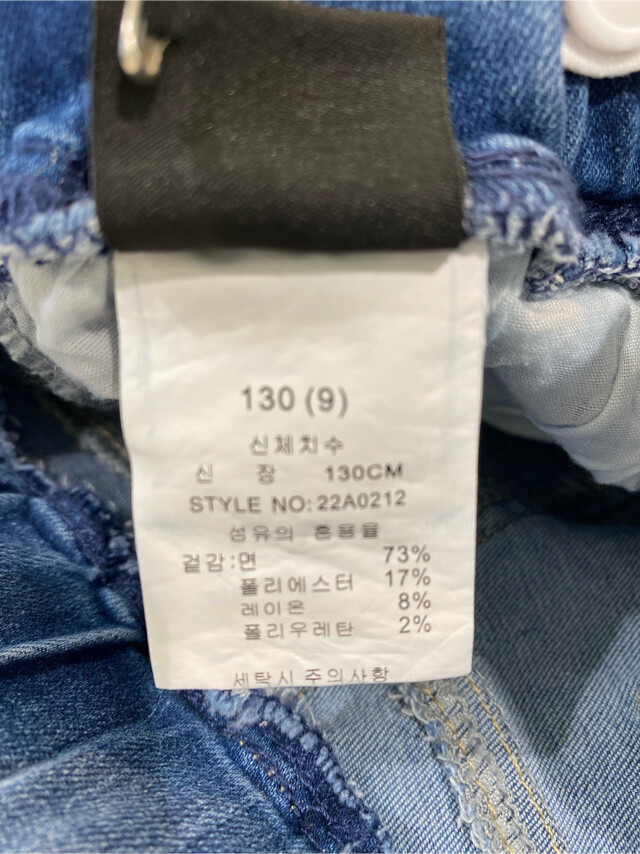 130 (9)
신체치수
신 장 130CM
STYLE NO: 22A0212
섬유의 혼용율
겉감:면 73%
폴리에스터 17%
레이온 8%
폴리우레탄 2%
세탁시 주의사항